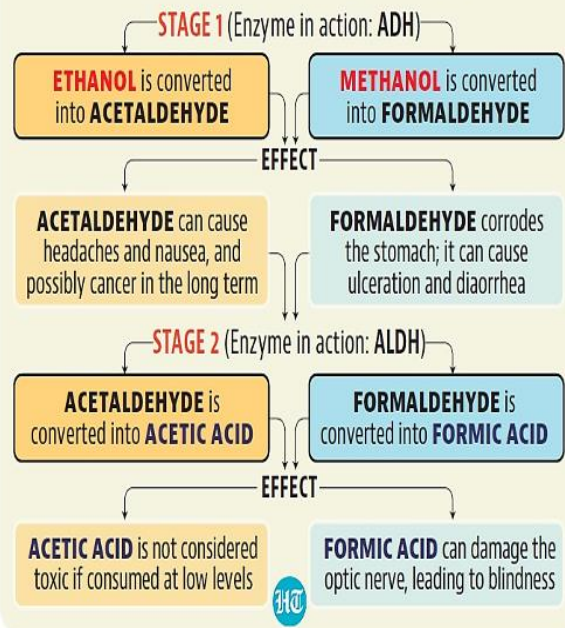 STAGE 1 (Enzyme in action: ADH)
ETHANOL is converted
into ACETALDEHYDE
METHANOL is converted
into FORMALDEHYDE
EFFECT
ACETALDEHYDE can cause
headaches and nausea, and
possibly cancer in the long term
FORMALDEHYDE corrodes
the stomach; it can cause
ulceration and diaorrhea
STAGE 2 (Enzyme in action: ALDH)
ACETALDEHYDE is
converted into ACETIC ACID
FORMALDEHYDE is
converted into FORMIC ACID
EFFECT
ACETIC ACID is not considered
toxic if consumed at low levels
FORMIC ACID can damage the
optic nerve, leading to blindness
HT